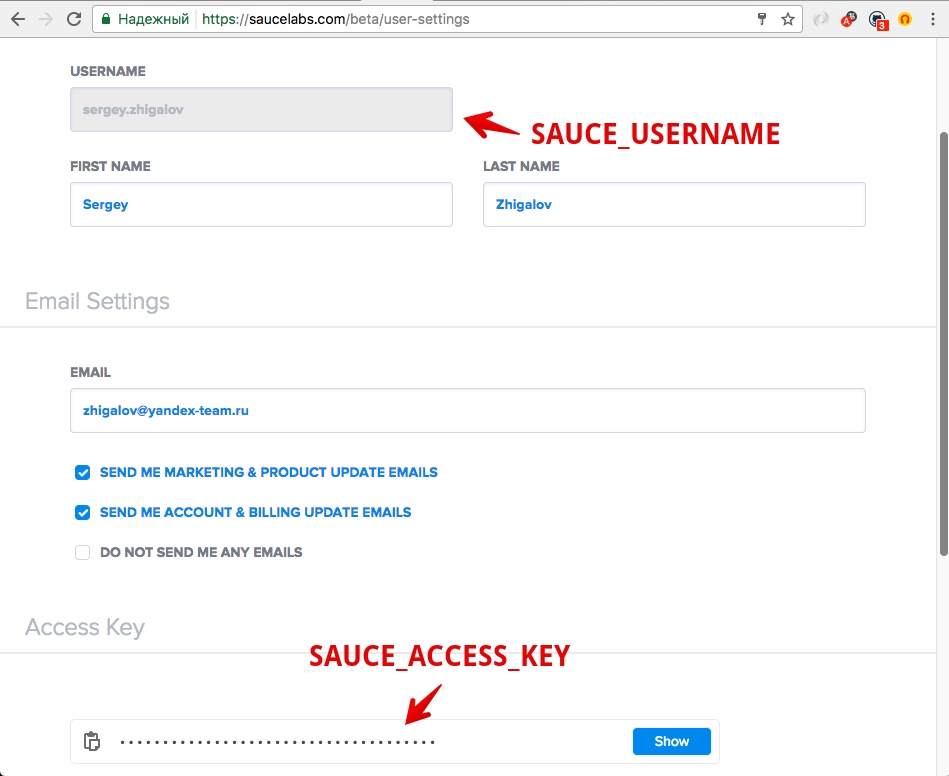 Надежный https://saucelabs.com/beta/user-settings
3
USERNAME
sergey.zhigalov
SAUCE_USERNAME
FIRST NAME LAST NAME
Sergey Zhigalov
Email Settings
EMAIL
zhigalov@yandex-team.ru
SEND ME MARKETING & PRODUCT UPDATE EMAILS
SEND ME ACCOUNT & BILLING UPDATE EMAILS
DO NOT SEND ME ANY EMAILS
Access Key
SAUCE_ACCESS_KEY
Show